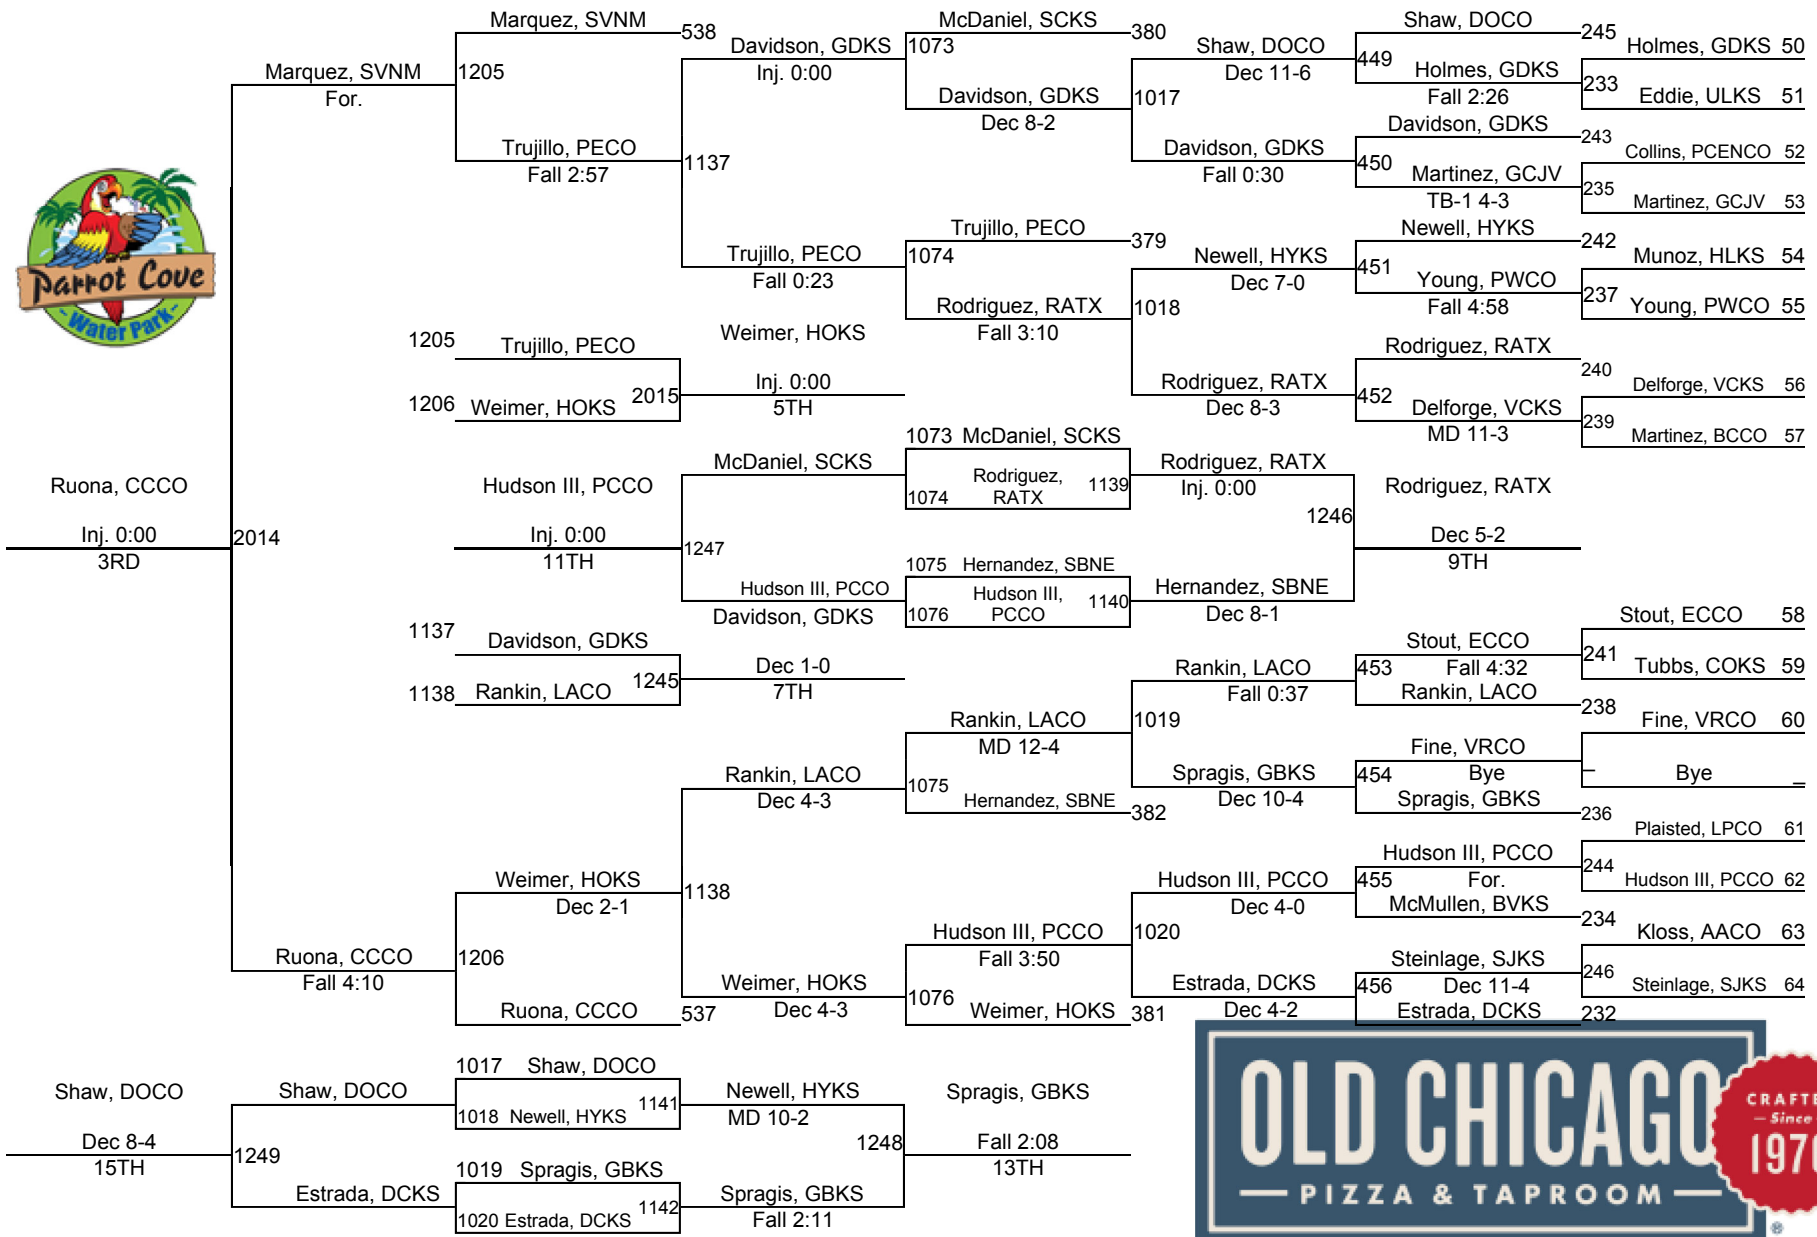 Marquez, SVNM
538
McDaniel, SCKS
380
Shaw, DOCO
245
Davidson, GDKS
1073
Shaw, DOCO
Holmes, GDKS 50
Marquez, SVNM
1205
Inj. 0:00
Dec 11-6
449
Holmes, GDKS
For.
Fall 2:26
233
Eddie, ULKS 51
Davidson, GDKS
1017
Dec 8-2
Davidson, GDKS
243
Trujillo, PECO
Davidson, GDKS
Collins, PCENCO 52
Fall 2:57
1137
Fall 0:30
450
Martinez, GCJV
TB-1 4-3
235
Martinez, GCJV 53
Parrot Cove
- Water Park -
Trujillo, PECO
379
Newell, HYKS
242
Trujillo, PECO
1074
Newell, HYKS
Munoz, HLKS 54
Fall 0:23
Dec 7-0
451
Young, PWCO
Fall 4:58
237
Young, PWCO 55
Rodriguez, RATX
1018
Fall 3:10
1205
Trujillo, PECO
Weimer, HOKS
Rodriguez, RATX
240
Inj. 0:00
Rodriguez, RATX
Delforge, VCKS 56
1206
Weimer, HOKS
2015
5TH
Dec 8-3
452
Delforge, VCKS
MD 11-3
239
Martinez, BCCO 57
1073 McDaniel, SCKS
McDaniel, SCKS
Rodriguez, RATX
Ruona, CCCO
Hudson III, PCCO
1074
Rodriguez,
RATX
1139
Inj. 0:00
Rodriguez, RATX
1246
Inj. 0:00
2014
Inj. 0:00
1247
Dec 5-2
3RD
11TH
9TH
1075 Hernandez, SBNE
Hudson III, PCCO
1076
Hudson III,
PCCO
1140
Hernandez, SBNE
Davidson, GDKS
Dec 8-1
Stout, ECCO 58
1137
Davidson, GDKS
Stout, ECCO
Dec 1-0
Rankin, LACO
453
Fall 4:32
241
Tubbs, COKS 59
1138
Rankin, LACO
1245
7TH
Fall 0:37
Rankin, LACO
238
Rankin, LACO
1019
Fine, VRCO 60
MD 12-4
Fine, VRCO
Rankin, LACO
1075
Spragis, GBKS
454
Bye
_
Bye
_
Dec 4-3
Hernandez, SBNE
382
Dec 10-4
Spragis, GBKS
236
Plaisted, LPCO 61
Hudson III, PCCO
244
Weimer, HOKS
1138
Hudson III, PCCO
455
For.
Hudson III, PCCO 62
Dec 2-1
Dec 4-0
McMullen, BVKS
234
Hudson III, PCCO
1020
Kloss, AACO 63
Ruona, CCCO
1206
Fall 3:50
Steinlage, SJKS
246
Fall 4:10
Weimer, HOKS
1076
Estrada, DCKS
456
Dec 11-4
Steinlage, SJKS 64
Ruona, CCCO
537
Dec 4-3
Weimer, HOKS
381
Dec 4-2
Estrada, DCKS
232
1017 Shaw, DOCO
Shaw, DOCO
Shaw, DOCO
1018 Newell, HYKS
1141
Newell, HYKS
Spragis, GBKS
MD 10-2
Dec 8-4
1249
1248
Fall 2:08
15TH
1019 Spragis, GBKS
13TH
Estrada, DCKS
1020 Estrada, DCKS
1142
Spragis, GBKS
Fall 2:11
OLD CHICAGO
PIZZA & TAPROOM
— Since
®